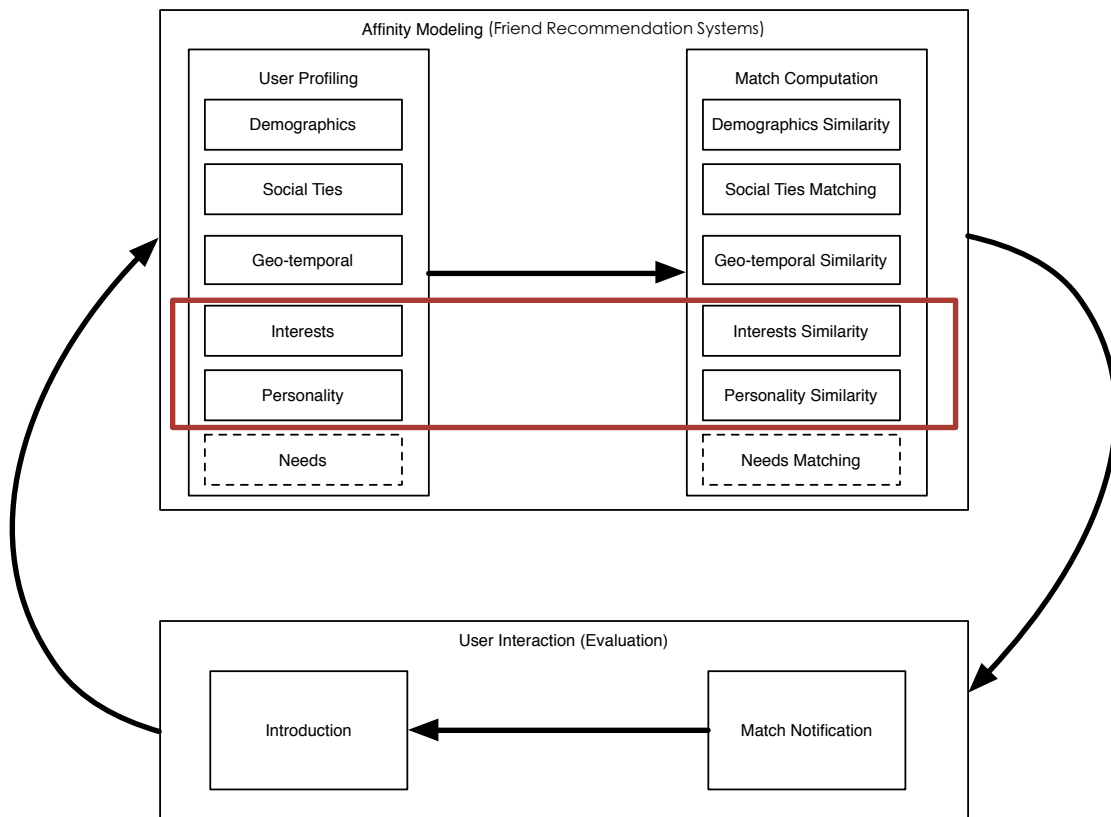 Affinity Modeling (Friend Recommendation Systems)
User Profiling
Demographics
Social Ties
Geo-temporal
Interests
Personality
Needs
Match Computation
Demographics Similarity
Social Ties Matching
Geo-temporal Similarity
Interests Similarity
Personality Similarity
Needs Matching
User Interaction (Evaluation)
Introduction
Match Notification